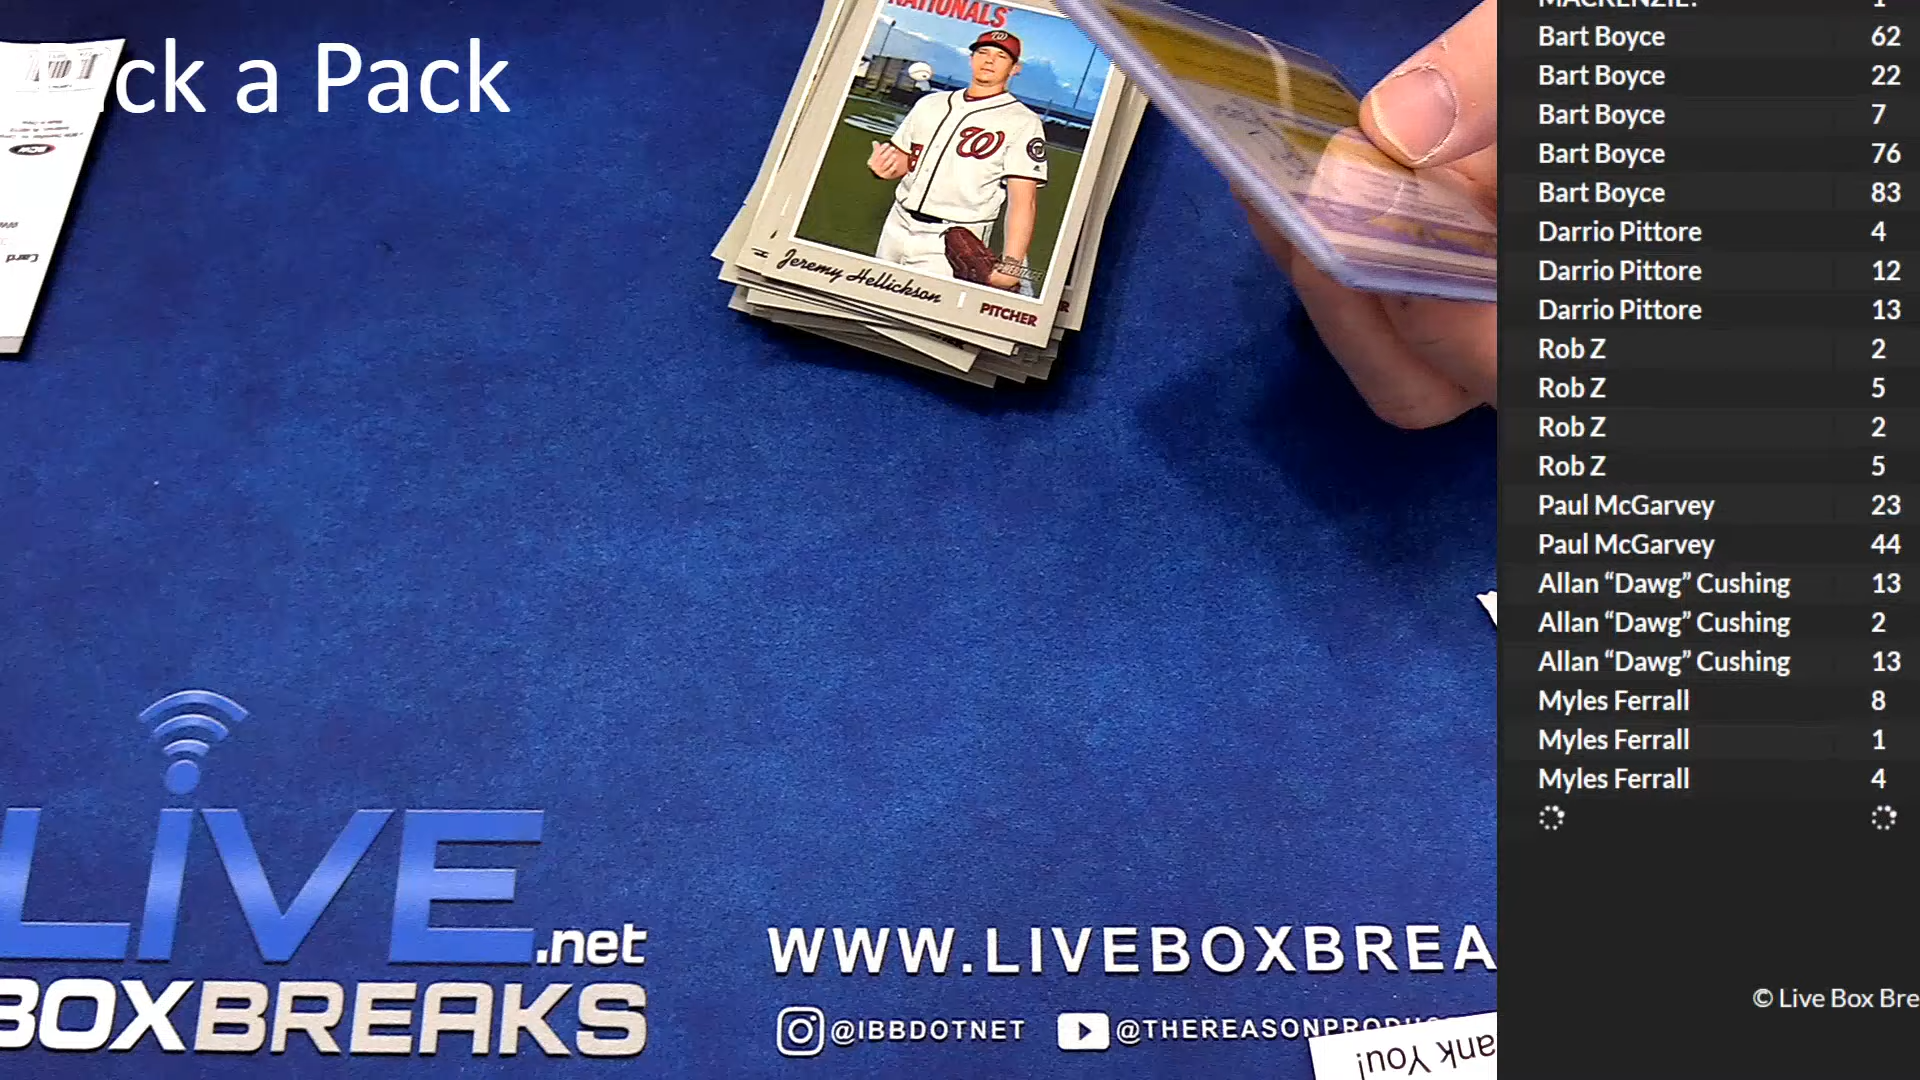 ck a Pack
NATIONALS
Jeremy Hellickson
PITCHER
Card
LIVE
.net
BOXBREAKS
WWW.LIVEBOXBREA
@IBBDOTNET
ank You!
Bart Boyce 62
Bart Boyce 22
Bart Boyce 7
Bart Boyce 76
Bart Boyce 83
Darrio Pittore 4
Darrio Pittore 12
Darrio Pittore 13
Rob Z 2
Rob Z 5
Rob Z 2
Rob Z 5
Paul McGarvey 23
Paul McGarvey 44
Allan “Dawg” Cushing 13
Allan “Dawg” Cushing 2
Allan “Dawg” Cushing 13
Myles Ferrall 8
Myles Ferrall 1
Myles Ferrall 4
© Live Box Bre